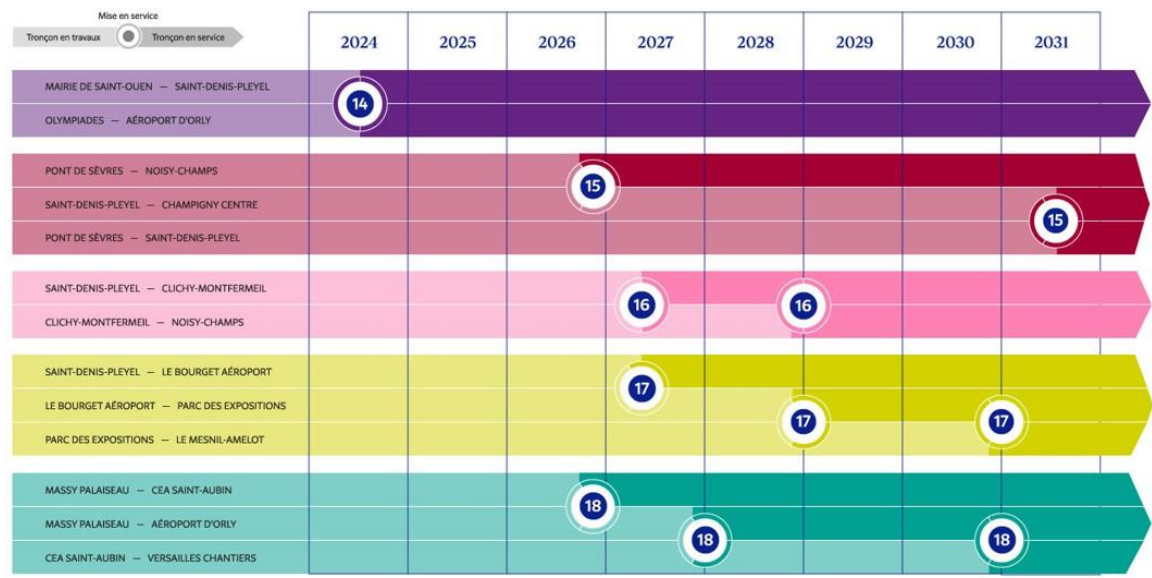 Mise en service
Tronçon en travaux
Tronçon en service
2024 2025 2026 2027 2028 2029 2030 2031
MAIRIE DE SAINT-OUEN — SAINT-DENIS-PLEYEL
14
OLYMPIADES — AÉROPORT D'ORLY
PONT DE SÈVRES — NOISY-CHAMPS
15
SAINT-DENIS-PLEYEL — CHAMPIGNY CENTRE
15
PONT DE SÈVRES — SAINT-DENIS-PLEYEL
SAINT-DENIS-PLEYEL — CLICHY-MONTFERMEIL
16 16
CLICHY-MONTFERMEIL — NOISY-CHAMPS
SAINT-DENIS-PLEYEL — LE BOURGET AÉROPORT
17
LE BOURGET AÉROPORT — PARC DES EXPOSITIONS
17 17
PARC DES EXPOSITIONS — LE MESNIL-AMELOT
MASSY PALAISEAU — CEA SAINT-AUBIN
18
MASSY PALAISEAU — AÉROPORT D'ORLY
18 18
CEA SAINT-AUBIN — VERSAILLES CHANTIERS